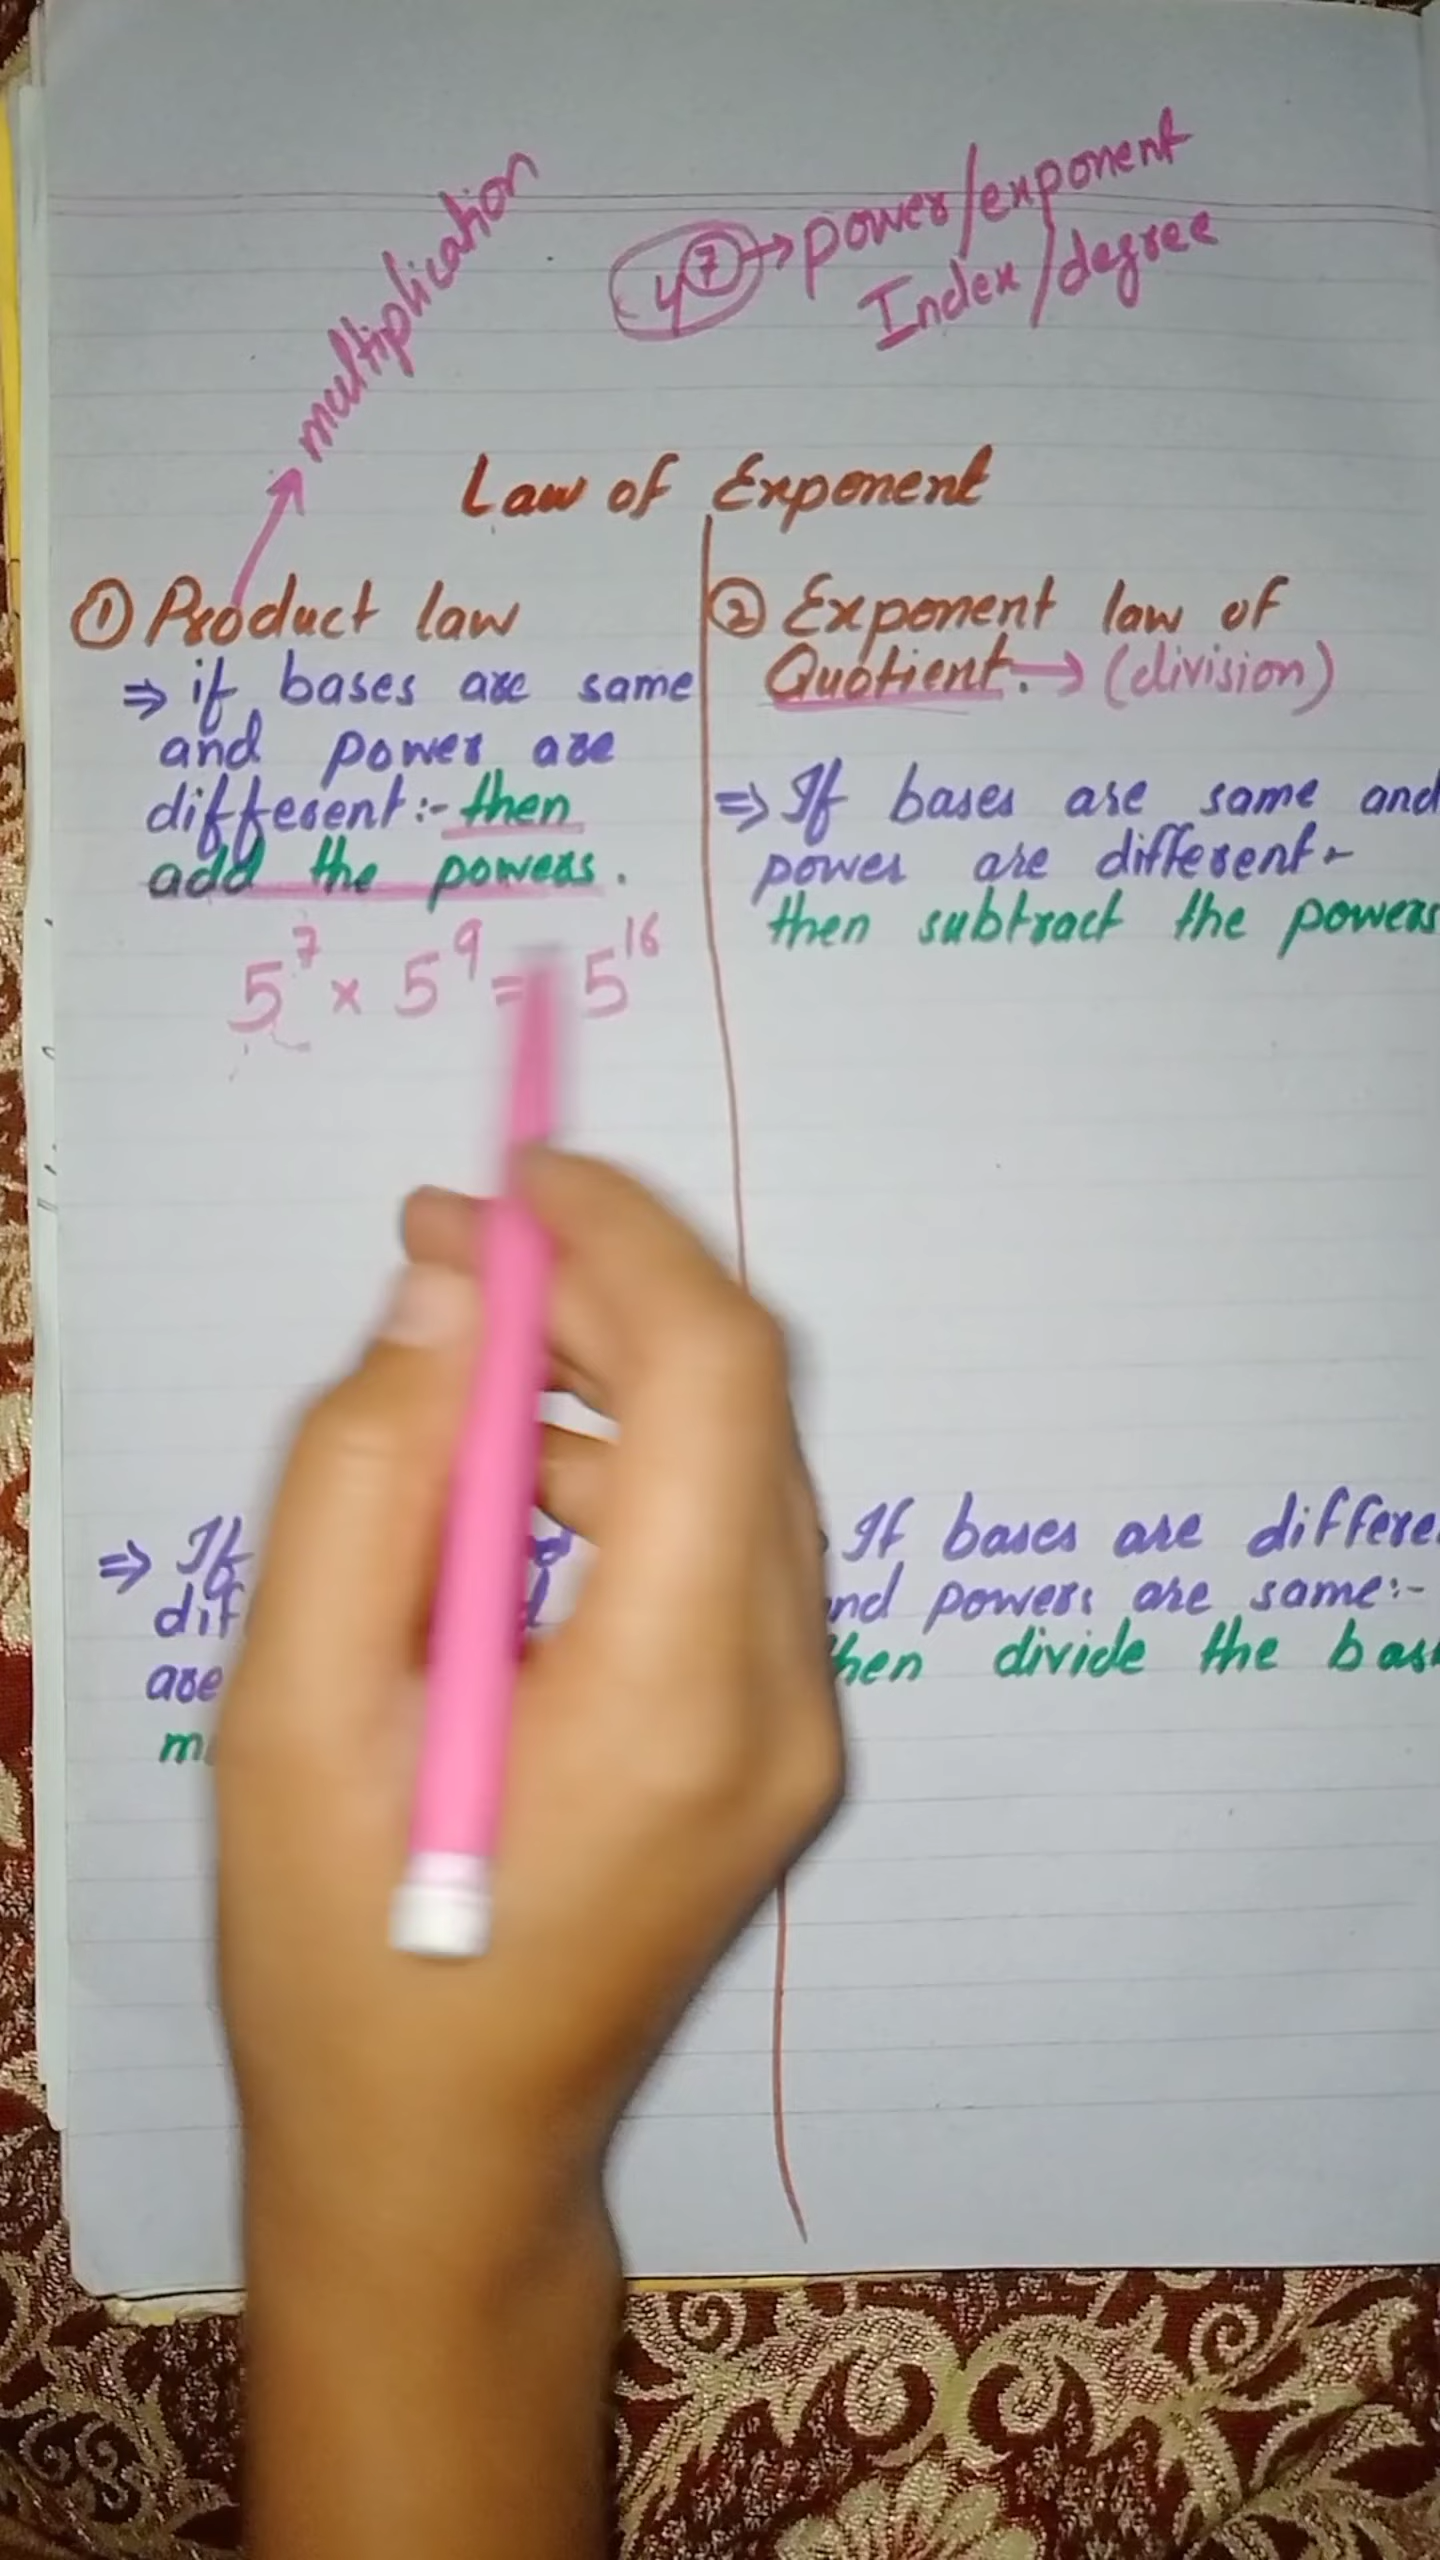 multiplication
4⁷ → power/exponent
Index/degree
Law of Exponent
① Product law
⇒ if bases are same
and power are
different:- then
add the powers.
5⁷ × 5⁹ = 5¹⁶
⇒ If
② Exponent law of
Quotient. → (division)
⇒ If bases are same and
power are different-
then subtract the powers
If bases are differe
nd powers are same:-
hen divide the bas